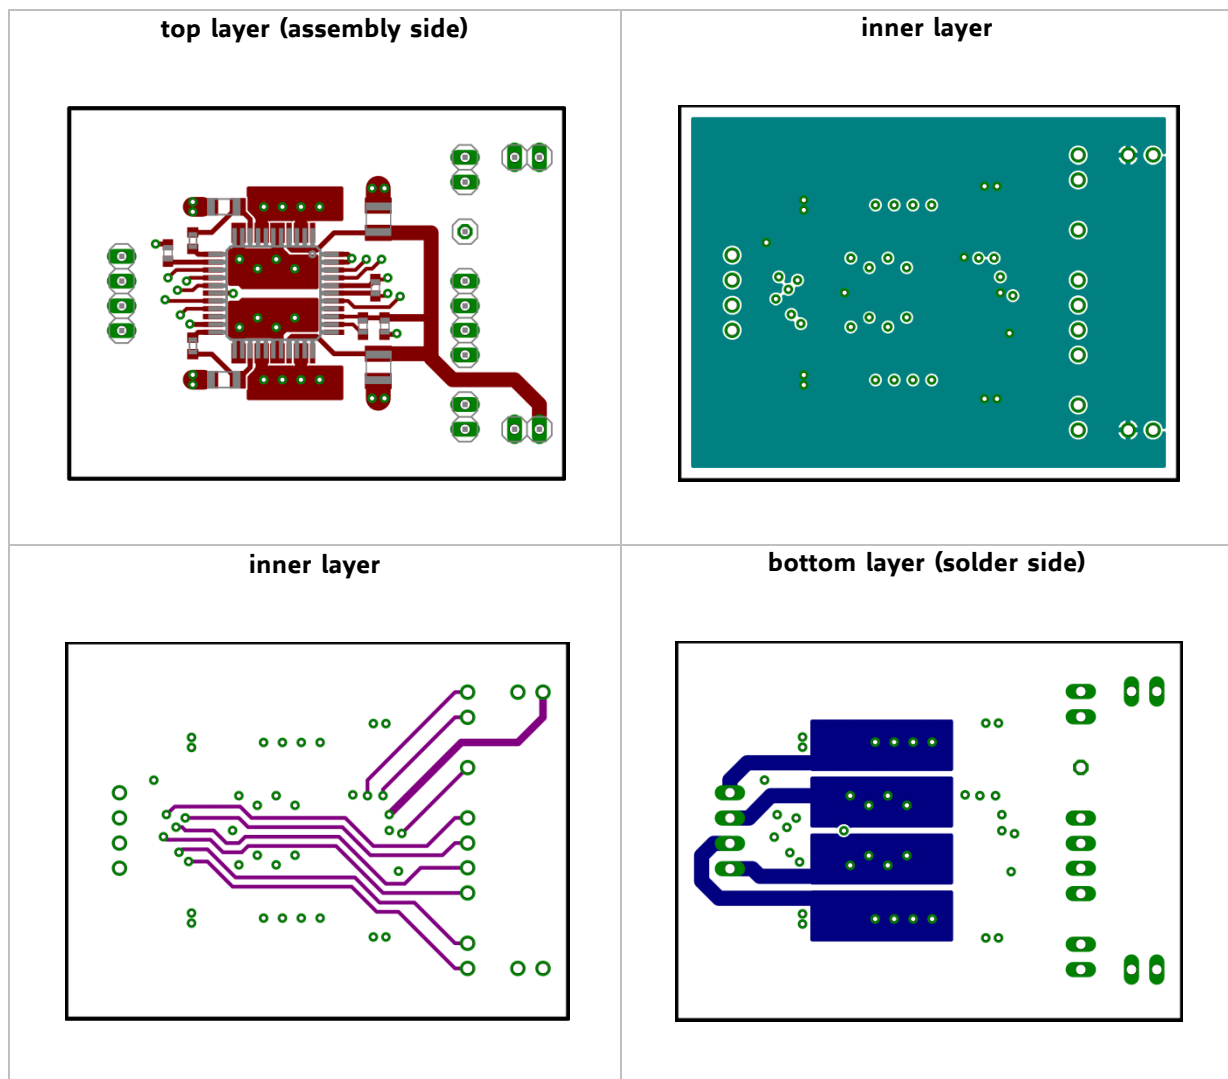 top layer (assembly side)
inner layer
inner layer
bottom layer (solder side)